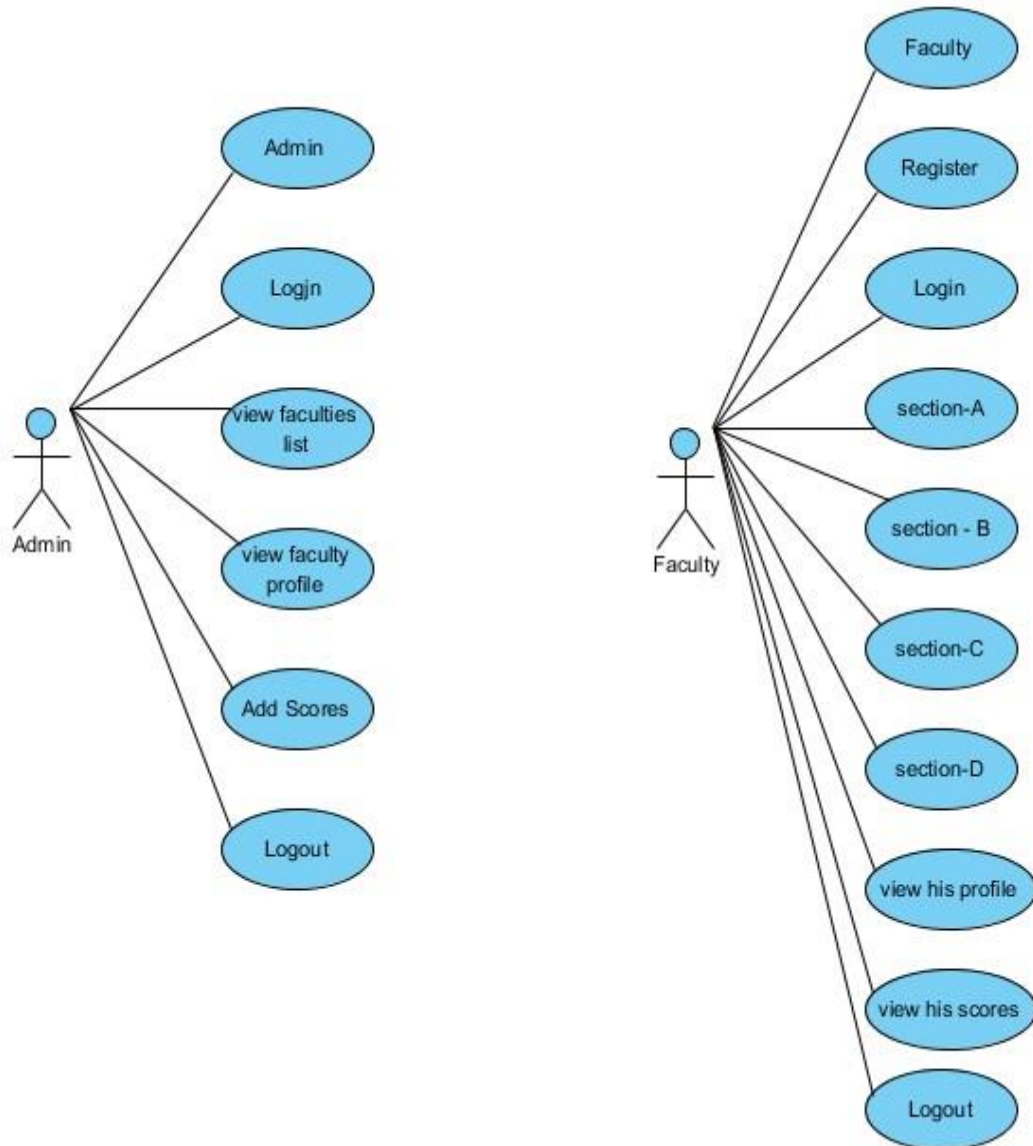 Admin
Logjn
view faculties
list
view faculty
profile
Add Scores
Logout
Admin
Faculty
Register
Login
section-A
section - B
section-C
section-D
view his profile
view his scores
Logout
Faculty